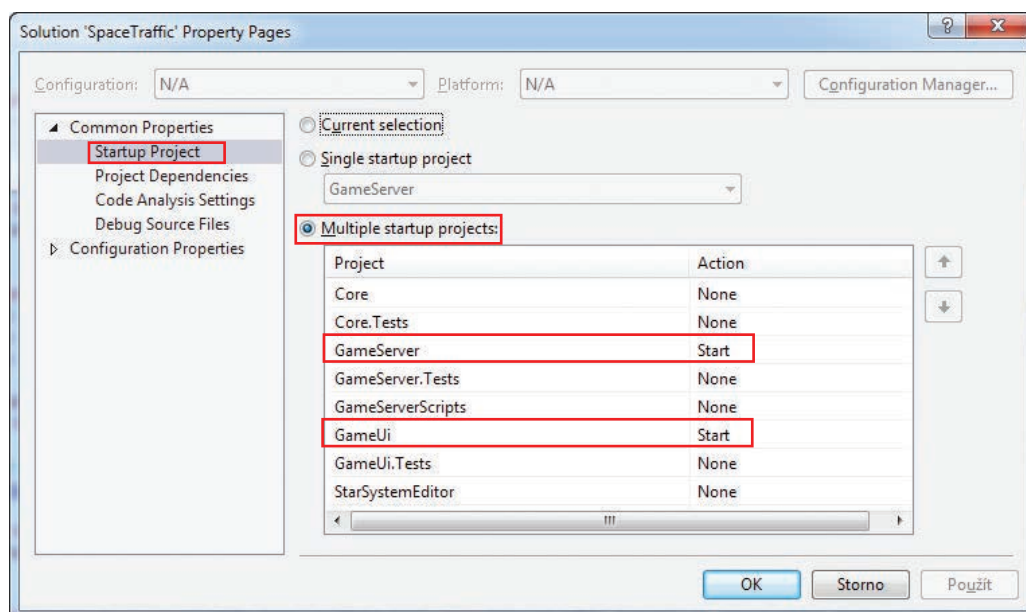 Solution 'SpaceTraffic' Property Pages
Configuration: N/A Platform: N/A Configuration Manager...
Common Properties
Startup Project
Project Dependencies
Code Analysis Settings
Debug Source Files
Configuration Properties
Current selection
Single startup project
GameServer
Multiple startup projects:
Project Action
Core None
Core.Tests None
GameServer Start
GameServer.Tests None
GameServerScripts None
GameUi Start
GameUi.Tests None
StarSystemEditor None
OK Storno Použít